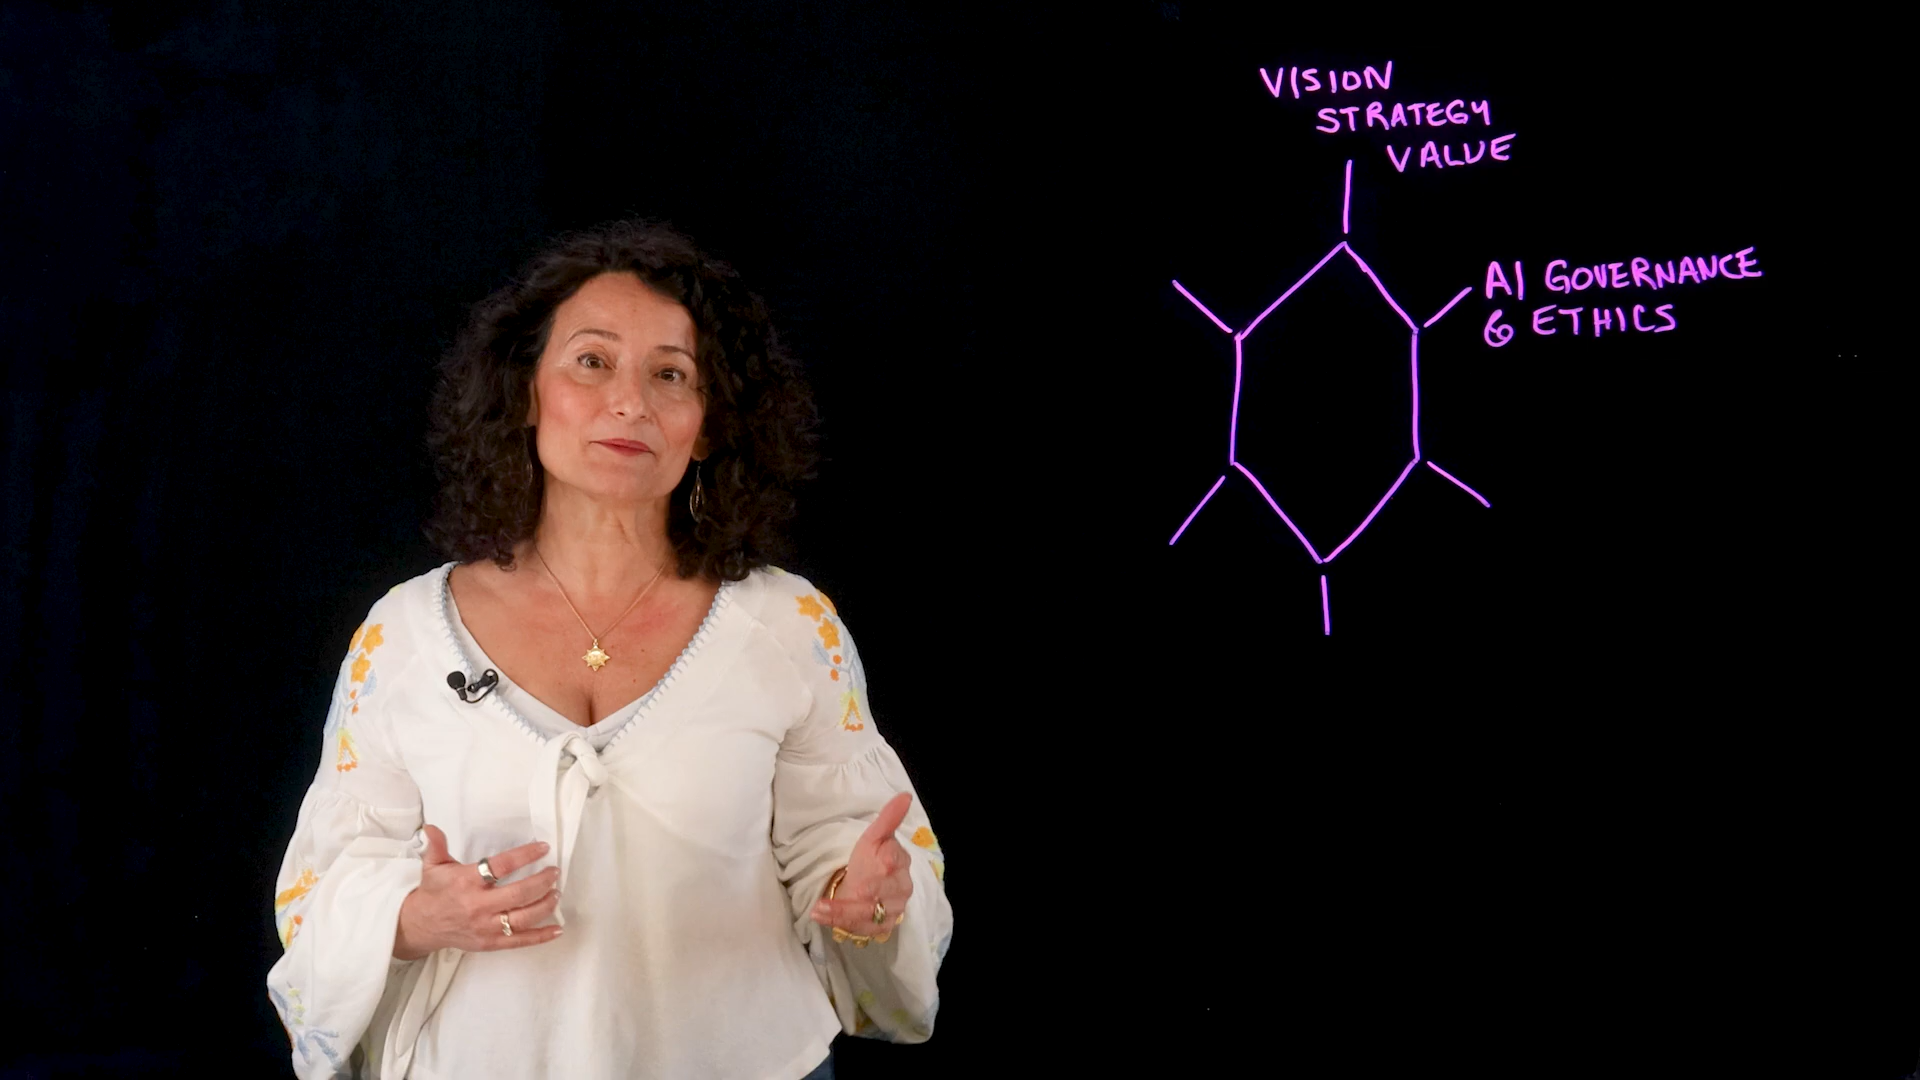 VISION
STRATEGY
VALUE
AI GOVERNANCE
& ETHICS